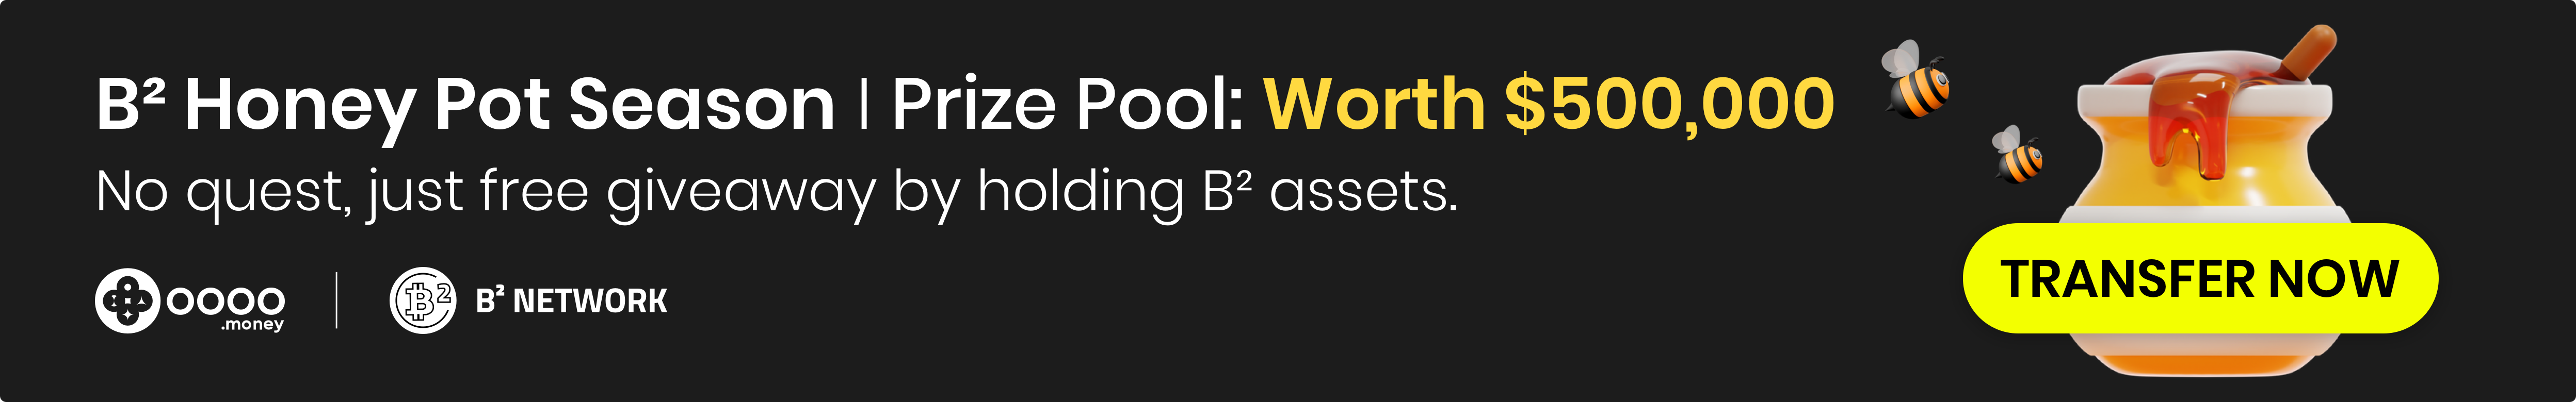 B² Honey Pot Season | Prize Pool: Worth $500,000
No quest, just free giveaway by holding B² assets.
TRANSFER NOW
oooo
.money
B²
B² NETWORK